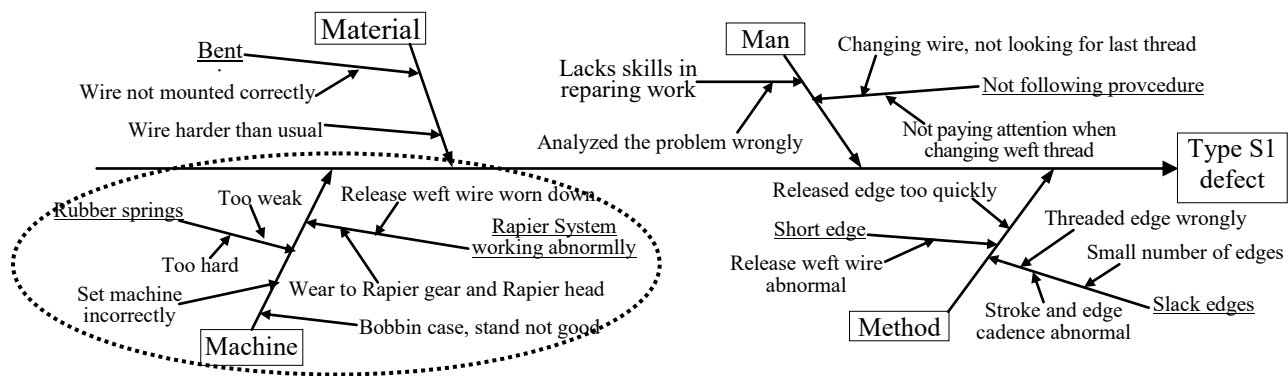 Material
Bent
.
Wire not mounted correctly
Wire harder than usual
Man
Changing wire, not looking for last thread
Lacks skills in
reparing work
Not following provcedure
Analyzed the problem wrongly
Not paying attention when
changing weft thread
Type S1
defect
Too weak
Release weft wire worn down
Rubber springs
Rapier System
working abnormlly
Too hard
Set machine
incorrectly
Wear to Rapier gear and Rapier head
Bobbin case, stand not good
Machine
Released edge too quickly
Threaded edge wrongly
Short edge
Small number of edges
Release weft wire
abnormal
Stroke and edge
cadence abnormal
Slack edges
Method